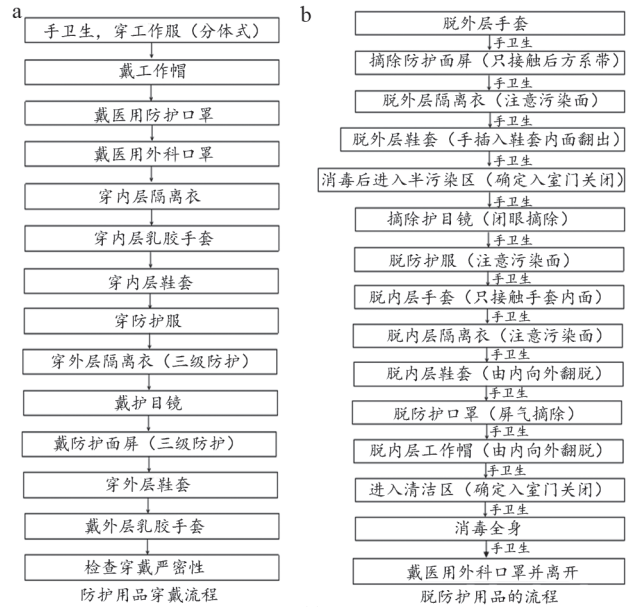 a
手卫生，穿工作服（分体式）
戴工作帽
戴医用防护口罩
戴医用外科口罩
穿内层隔离衣
穿内层乳胶手套
穿内层鞋套
穿防护服
穿外层隔离衣（三级防护）
戴护目镜
戴防护面屏（三级防护）
穿外层鞋套
戴外层乳胶手套
检查穿戴严密性
防护用品穿戴流程
b
脱外层手套
手卫生
摘除防护面屏（只接触后方系带）
手卫生
脱外层隔离衣（注意污染面）
手卫生
脱外层鞋套（手插入鞋套内面翻出）
手卫生
消毒后进入半污染区（确定入室门关闭）
手卫生
摘除护目镜（闭眼摘除）
手卫生
脱防护服（注意污染面）
手卫生
脱内层手套（只接触手套内面）
手卫生
脱内层隔离衣（注意污染面）
手卫生
脱内层鞋套（由内向外翻脱）
手卫生
脱防护口罩（屏气摘除）
手卫生
脱内层工作帽（由内向外翻脱）
手卫生
进入清洁区（确定入室门关闭）
手卫生
消毒全身
手卫生
戴医用外科口罩并离开
脱防护用品的流程